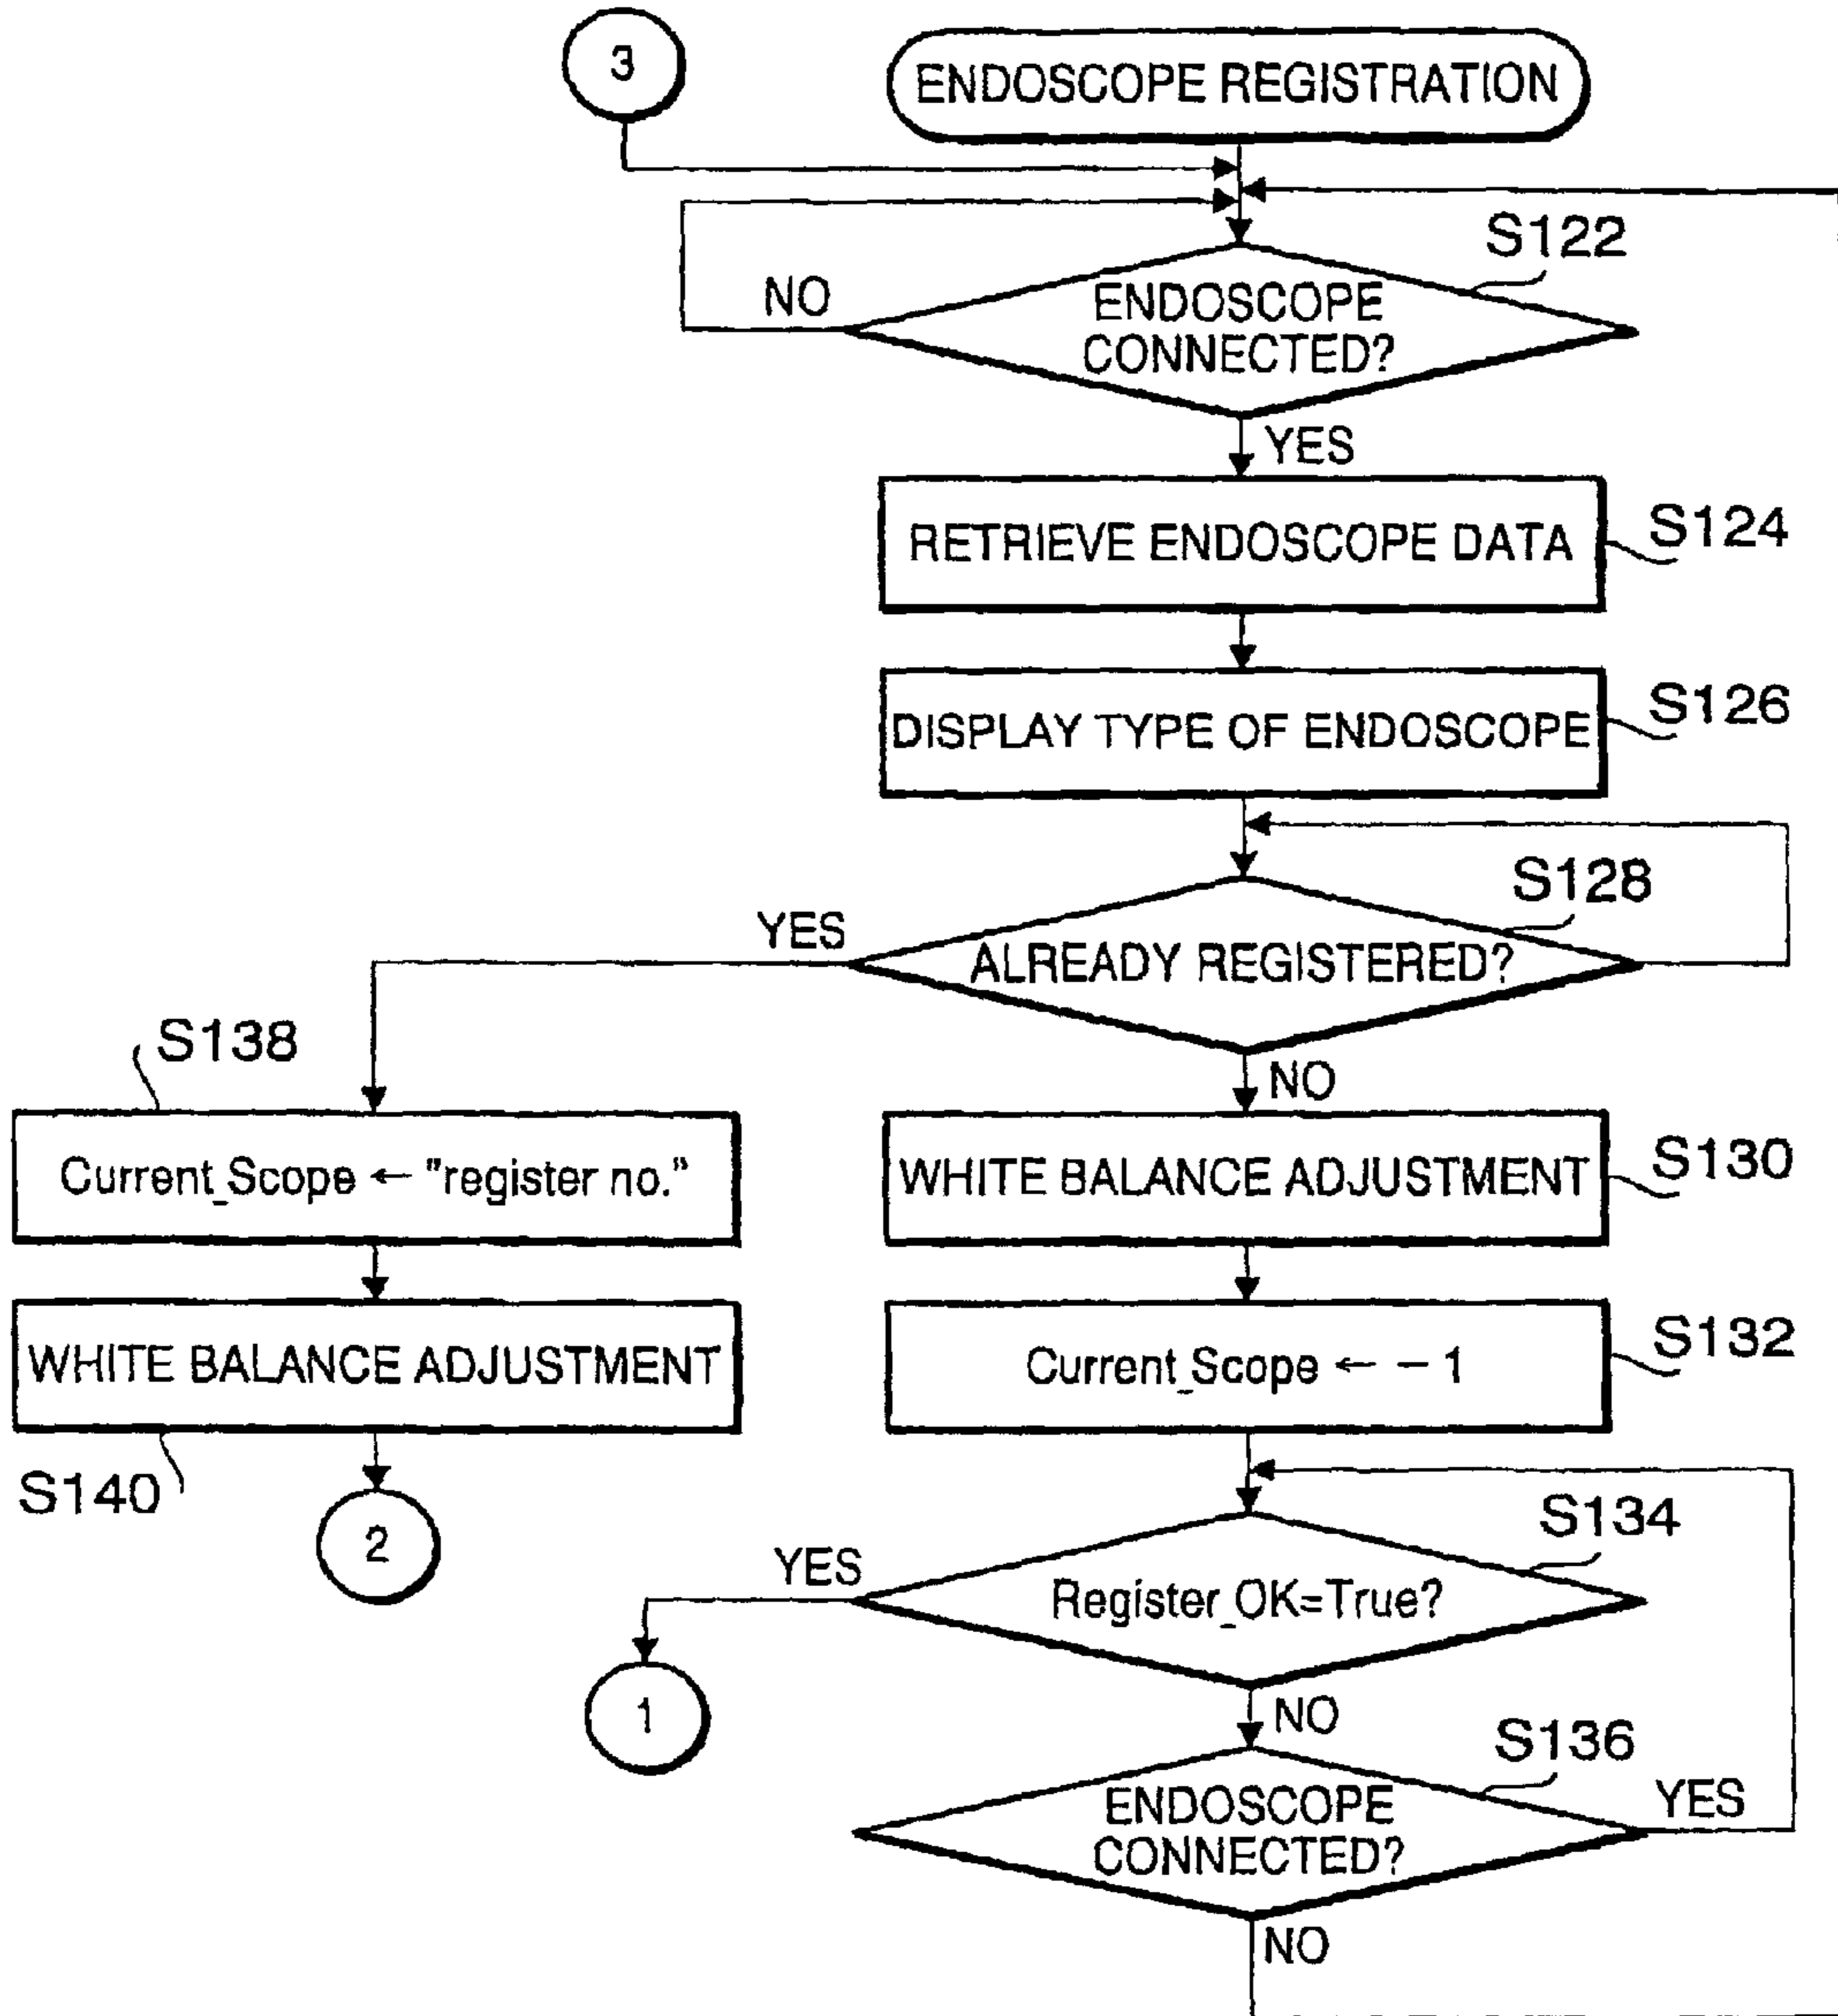 3
ENDOSCOPE REGISTRATION
S122
NO
ENDOSCOPE
CONNECTED?
YES
RETRIEVE ENDOSCOPE DATA
S124
DISPLAY TYPE OF ENDOSCOPE
S126
S128
YES
ALREADY REGISTERED?
S138
NO
Current_Scope ← "register no."
WHITE BALANCE ADJUSTMENT
S130
WHITE BALANCE ADJUSTMENT
Current_Scope ← – 1
S132
S140
2
S134
YES
Register_OK=True?
1
NO
S136
ENDOSCOPE
CONNECTED?
YES
NO